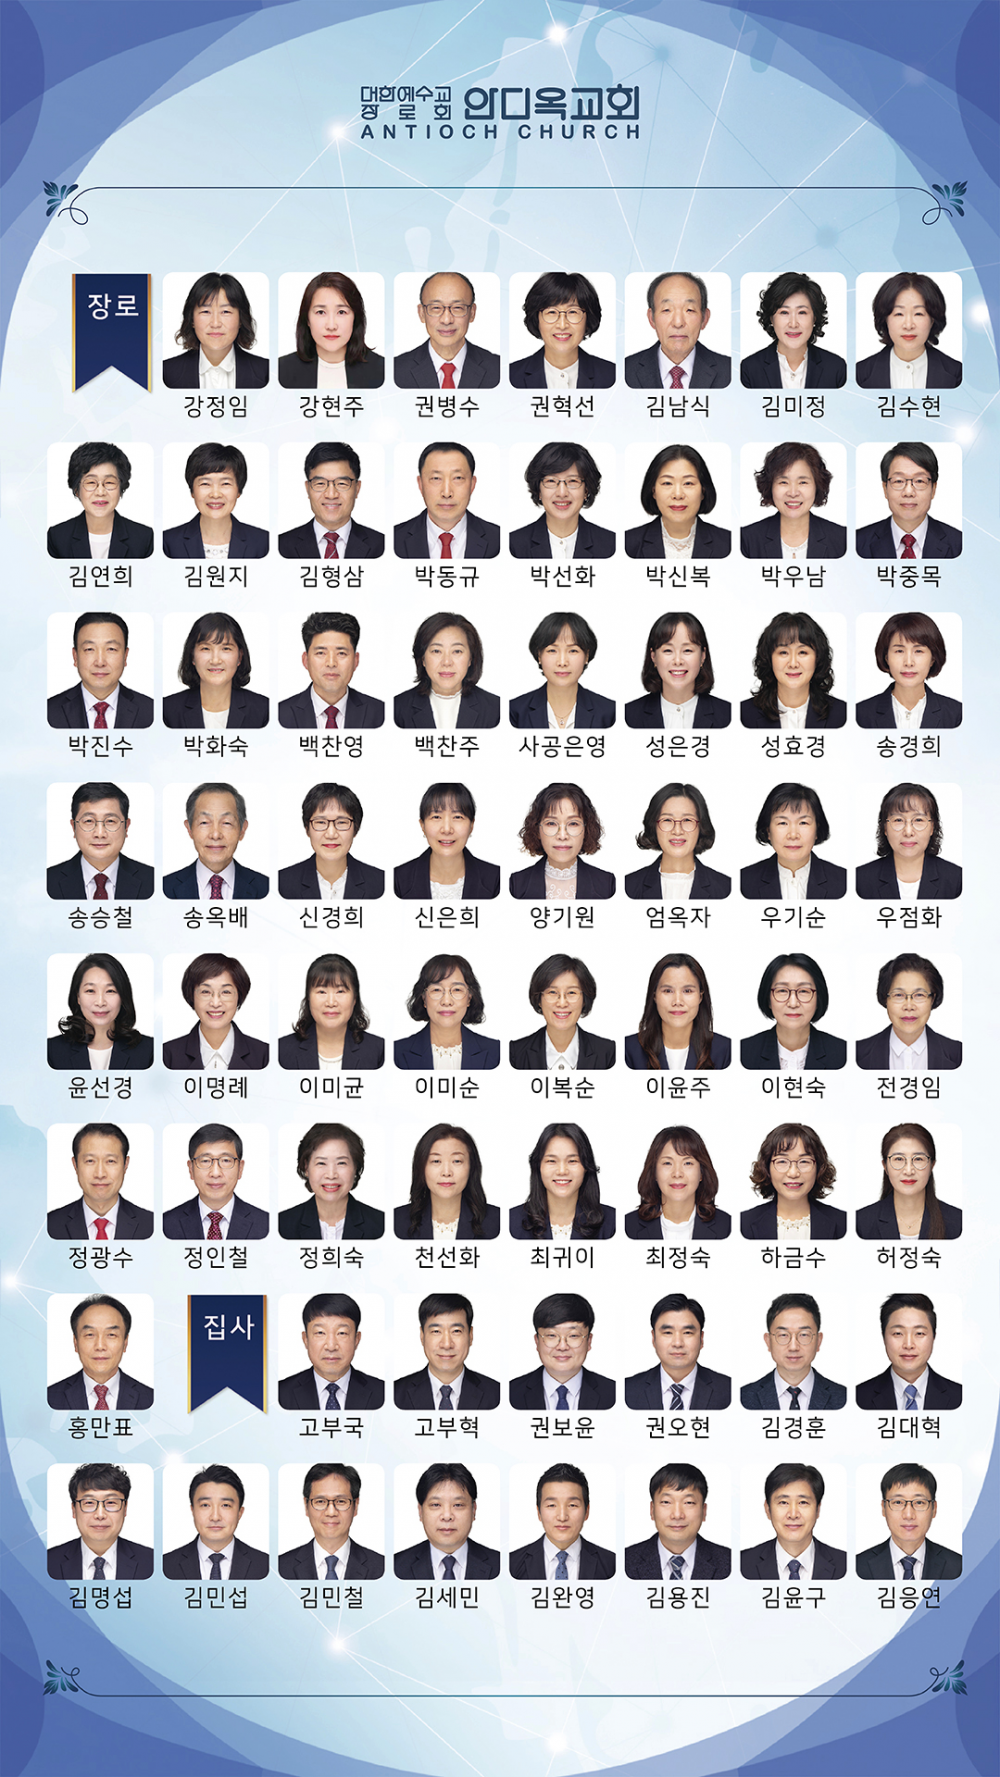 대한예수교
장로회 안디옥교회
ANTIOCH CHURCH
장로
강정임 강현주 권병수 권혁선 김남식 김미정 김수현
김연희 김원지 김형삼 박동규 박선화 박신복 박우남 박중목
박진수 박화숙 백찬영 백찬주 사공은영 성은경 성효경 송경희
송승철 송옥배 신경희 신은희 양기원 엄옥자 우기순 우점화
윤선경 이명례 이미균 이미순 이복순 이윤주 이현숙 전경임
정광수 정인철 정희숙 천선화 최귀이 최정숙 하금수 허정숙
홍만표
집사
고부국 고부혁 권보윤 권오현 김경훈 김대혁
김명섭 김민섭 김민철 김세민 김완영 김용진 김윤구 김응연